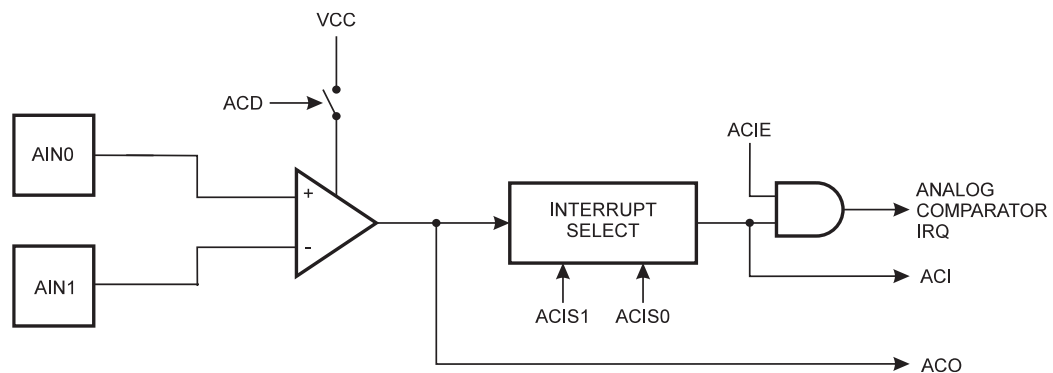 VCC
ACD
AIN0
ACIE
+
INTERRUPT
SELECT
ANALOG
COMPARATOR
IRQ
-
AIN1
ACI
ACIS1 ACIS0
ACO